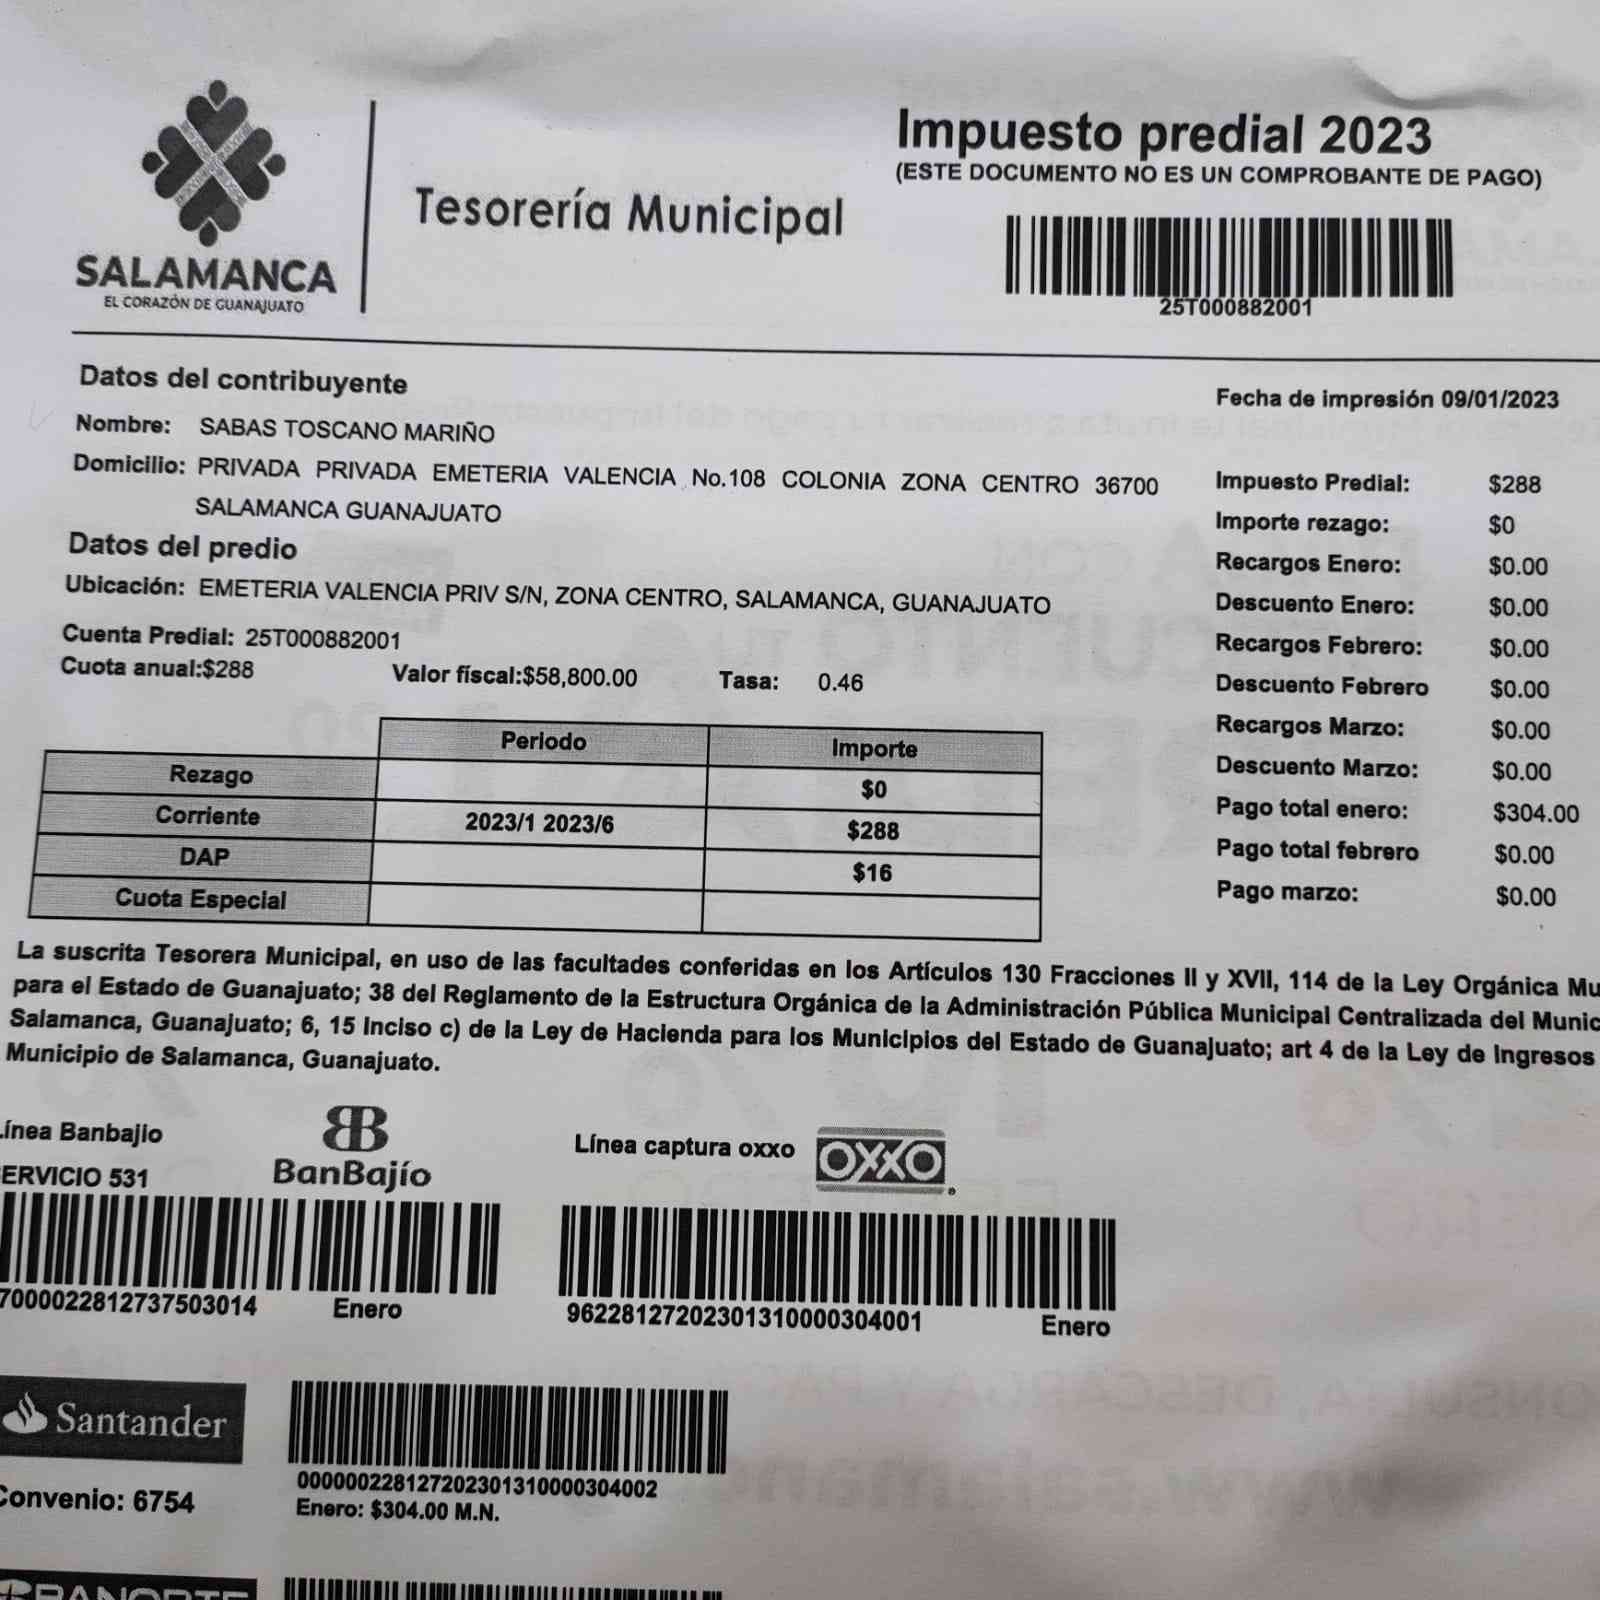 SALAMANCA
EL CORAZÓN DE GUANAJUATO
Tesorería Municipal
Impuesto predial 2023
(ESTE DOCUMENTO NO ES UN COMPROBANTE DE PAGO)
25T000882001
Datos del contribuyente
Nombre: SABAS TOSCANO MARIÑO
Domicilio: PRIVADA PRIVADA EMETERIA VALENCIA No.108 COLONIA ZONA CENTRO 36700
SALAMANCA GUANAJUATO
Datos del predio
Ubicación: EMETERIA VALENCIA PRIV S/N, ZONA CENTRO, SALAMANCA, GUANAJUATO
Cuenta Predial: 25T000882001
Cuota anual:$288 Valor fiscal:$58,800.00 Tasa: 0.46
Fecha de impresión 09/01/2023
Impuesto Predial: $288
Importe rezago: $0
Recargos Enero: $0.00
Descuento Enero: $0.00
Recargos Febrero: $0.00
Descuento Febrero $0.00
Recargos Marzo: $0.00
Descuento Marzo: $0.00
Pago total enero: $304.00
Pago total febrero $0.00
Pago marzo: $0.00
Periodo Importe
Rezago $0
Corriente 2023/1 2023/6 $288
DAP $16
Cuota Especial
La suscrita Tesorera Municipal, en uso de las facultades conferidas en los Artículos 130 Fracciones II y XVII, 114 de la Ley Orgánica Mu
para el Estado de Guanajuato; 38 del Reglamento de la Estructura Orgánica de la Administración Pública Municipal Centralizada del Munic
Salamanca, Guanajuato; 6, 15 Inciso c) de la Ley de Hacienda para los Municipios del Estado de Guanajuato; art 4 de la Ley de Ingresos
Municipio de Salamanca, Guanajuato.
Línea Banbajio
ERVICIO 531
BanBajío
7000022812737503014 Enero
Línea captura oxxo
OXXO
96228127202301310000304001 Enero
Santander
Convenio: 6754
000000228127202301310000304002
Enero: $304.00 M.N.
BANORTE